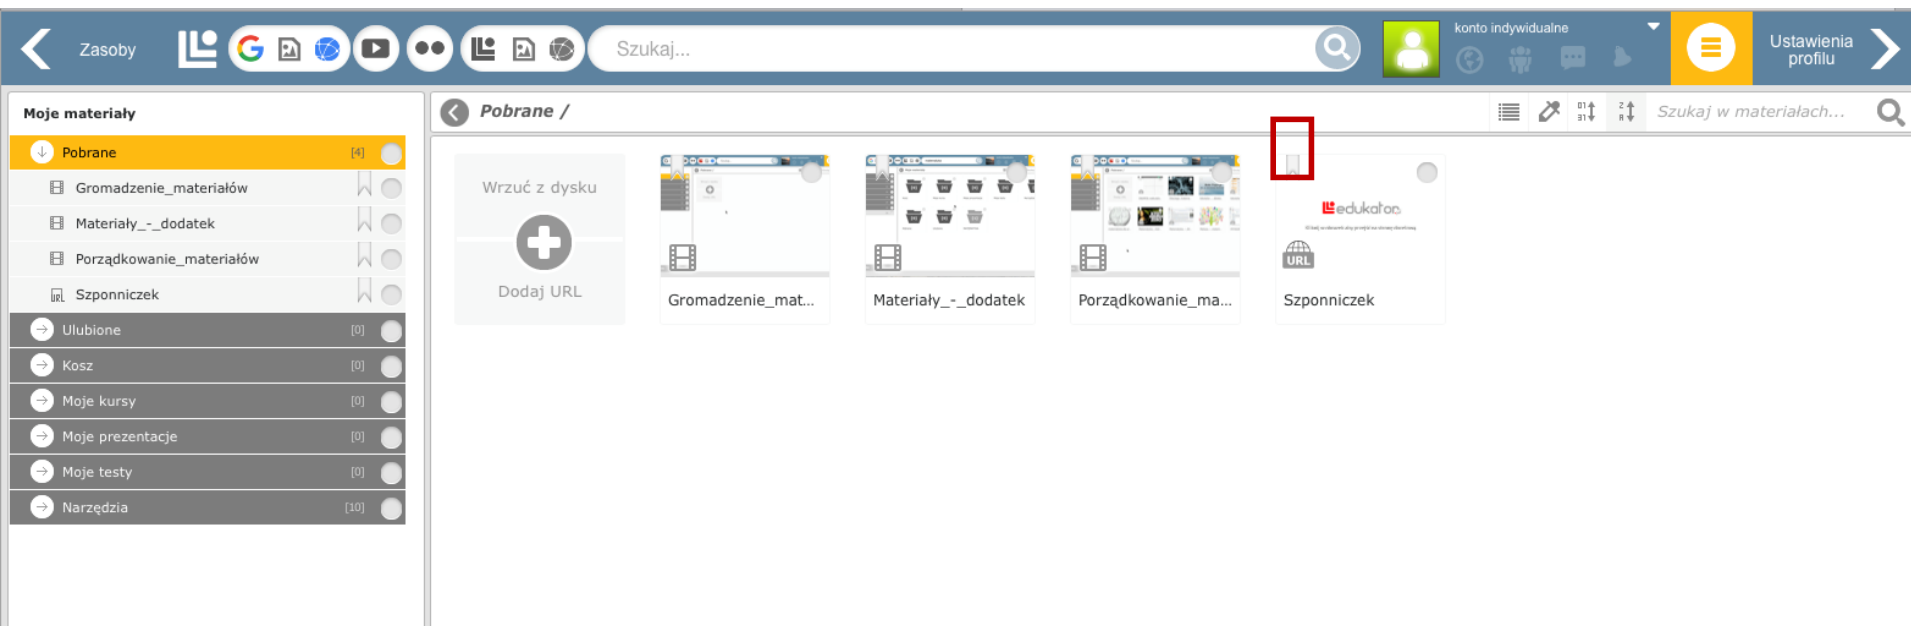 Zasoby
Szukaj...
konto indywidualne
Ustawienia
profilu
Moje materiały
Pobrane [4]
Gromadzenie_materiałów
Materiały_-_dodatek
Porządkowanie_materiałów
URL Szponniczek
Ulubione [0]
Kosz [0]
Moje kursy [0]
Moje prezentacje [0]
Moje testy [0]
Narzędzia [10]
Pobrane /
Szukaj w materiałach...
Wrzuć z dysku
Dodaj URL
Gromadzenie_mat...
Materiały_-_dodatek
Porządkowanie_ma...
edukator
URL
Szponniczek